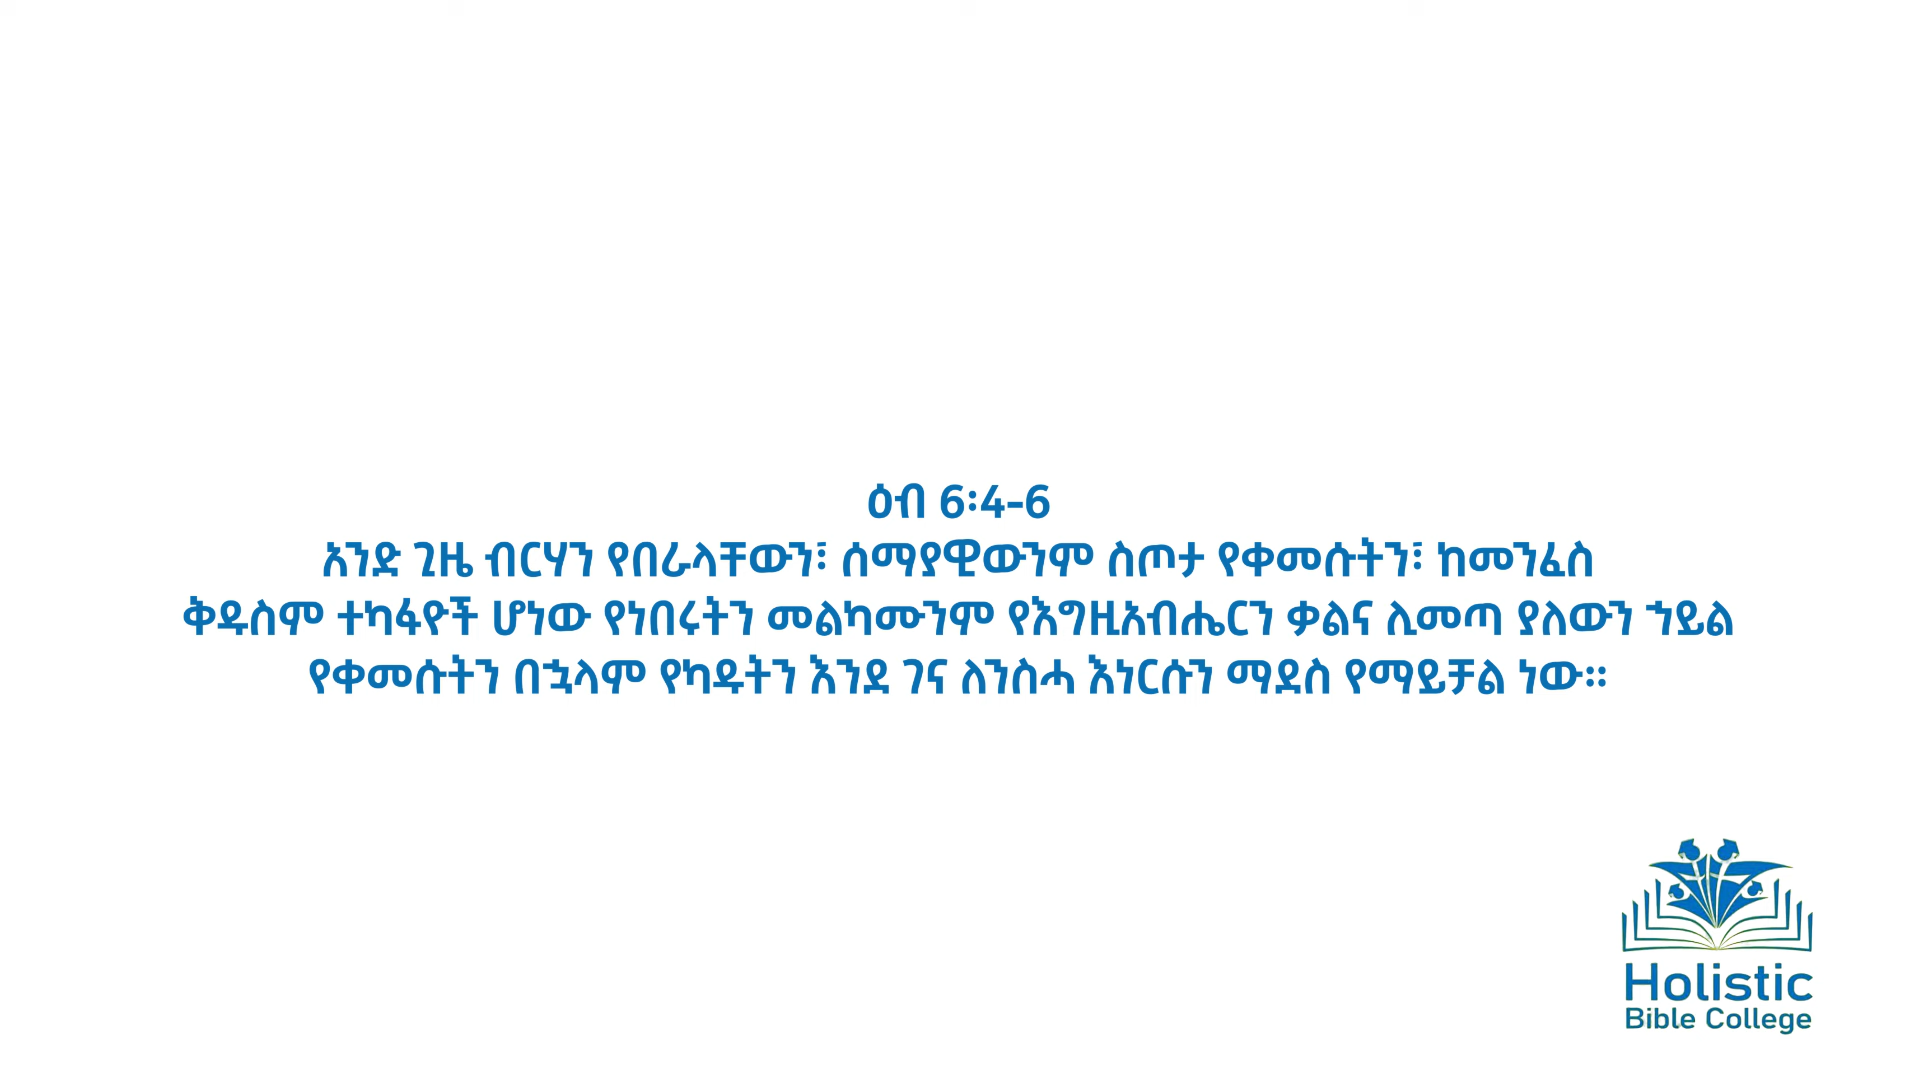 ዕብ 6፡4-6
አንድ ጊዜ ብርሃን የበራላቸውን፣ ሰማያዊውንም ስጦታ የቀመሱትን፣ ከመንፈስ
ቅዱስም ተካፋዮች ሆነው የነበሩትን መልካሙንም የእግዚአብሔርን ቃልና ሊመጣ ያለውን ኀይል
የቀመሱትን በኋላም የካዱትን እንደ ገና ለንስሓ እነርሱን ማደስ የማይቻል ነው።
Holistic
Bible College